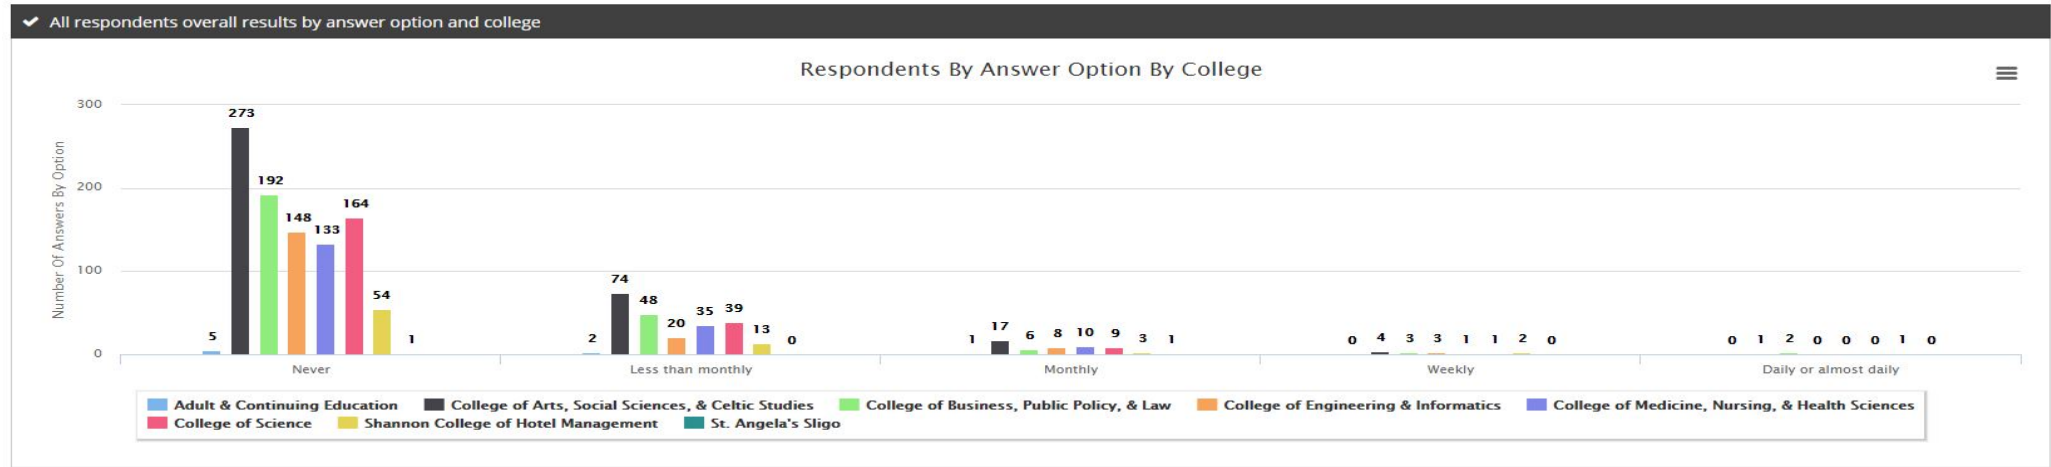 All respondents overall results by answer option and college
Respondents By Answer Option By College
Number Of Answers By Option
300
200
100
0
5 273 192 148 133 164 54 1
2 74 48 20 35 39 13 0
1 17 6 8 10 9 3 1
0 4 3 3 1 1 2 0
0 1 2 0 0 0 1 0
Never Less than monthly Monthly Weekly Daily or almost daily
Adult & Continuing Education College of Arts, Social Sciences, & Celtic Studies College of Business, Public Policy, & Law College of Engineering & Informatics College of Medicine, Nursing, & Health Sciences
College of Science Shannon College of Hotel Management St. Angela's Sligo